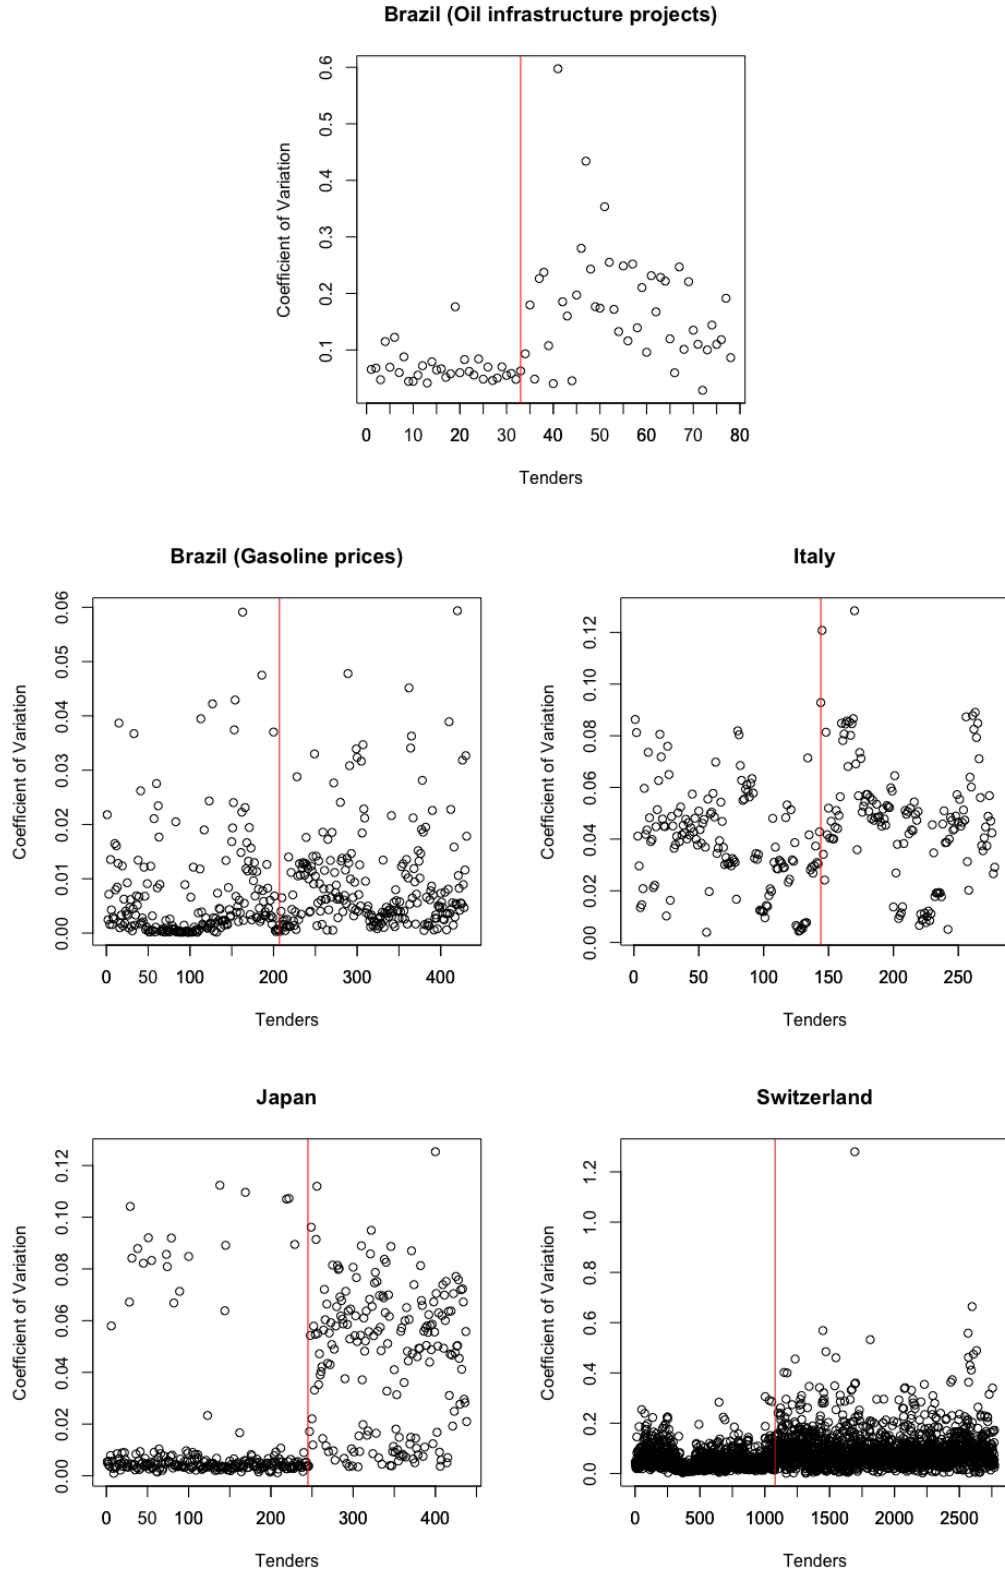 Brazil (Oil infrastructure projects)
Coefficient of Variation
0.1 0.2 0.3 0.4 0.5 0.6
0 10 20 30 40 50 60 70 80
Tenders
Brazil (Gasoline prices)
Coefficient of Variation
0.00 0.01 0.02 0.03 0.04 0.05 0.06
0 50 100 200 300 400
Tenders
Italy
Coefficient of Variation
0.00 0.02 0.04 0.06 0.08 0.10 0.12
0 50 100 150 200 250
Tenders
Japan
Coefficient of Variation
0.00 0.02 0.04 0.06 0.08 0.10 0.12
0 50 100 200 300 400
Tenders
Switzerland
Coefficient of Variation
0.0 0.2 0.4 0.6 0.8 1.0 1.2
0 500 1000 1500 2000 2500
Tenders